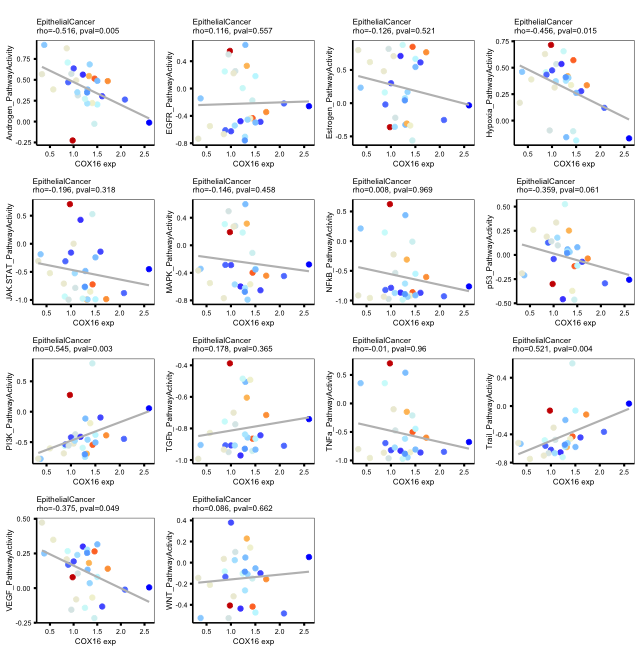 EpithelialCancer
rho=-0.516, pval=0.005
Androgen_PathwayActivity
0.75
0.50
0.25
0.00
-0.25
0.5 1.0 1.5 2.0 2.5
COX16 exp
EpithelialCancer
rho=0.116, pval=0.557
EGFR_PathwayActivity
0.6
0.3
0.0
-0.3
-0.6
0.5 1.0 1.5 2.0 2.5
COX16 exp
EpithelialCancer
rho=-0.126, pval=0.521
Estrogen_PathwayActivity
0.5
0.0
-0.5
0.5 1.0 1.5 2.0 2.5
COX16 exp
EpithelialCancer
rho=-0.456, pval=0.015
Hypoxia_PathwayActivity
0.75
0.50
0.25
0.00
0.5 1.0 1.5 2.0 2.5
COX16 exp
EpithelialCancer
rho=-0.196, pval=0.318
JAK.STAT_PathwayActivity
0.5
0.0
-0.5
-1.0
0.5 1.0 1.5 2.0 2.5
COX16 exp
EpithelialCancer
rho=-0.146, pval=0.458
MAPK_PathwayActivity
0.4
0.0
-0.4
-0.8
0.5 1.0 1.5 2.0 2.5
COX16 exp
EpithelialCancer
rho=0.008, pval=0.969
NFkB_PathwayActivity
0.5
0.0
-0.5
-1.0
0.5 1.0 1.5 2.0 2.5
COX16 exp
EpithelialCancer
rho=-0.359, pval=0.061
p53_PathwayActivity
0.50
0.25
0.00
-0.25
-0.50
0.5 1.0 1.5 2.0 2.5
COX16 exp
EpithelialCancer
rho=0.545, pval=0.003
PI3K_PathwayActivity
0.5
0.0
-0.5
0.5 1.0 1.5 2.0 2.5
COX16 exp
EpithelialCancer
rho=0.178, pval=0.365
TGFb_PathwayActivity
-0.4
-0.6
-0.8
-1.0
0.5 1.0 1.5 2.0 2.5
COX16 exp
EpithelialCancer
rho=-0.01, pval=0.96
TNFa_PathwayActivity
0.5
0.0
-0.5
-1.0
0.5 1.0 1.5 2.0 2.5
COX16 exp
EpithelialCancer
rho=0.521, pval=0.004
Trail_PathwayActivity
0.4
0.0
-0.4
-0.8
0.5 1.0 1.5 2.0 2.5
COX16 exp
EpithelialCancer
rho=-0.375, pval=0.049
VEGF_PathwayActivity
0.50
0.25
0.00
-0.25
0.5 1.0 1.5 2.0 2.5
COX16 exp
EpithelialCancer
rho=0.086, pval=0.662
WNT_PathwayActivity
0.4
0.2
0.0
-0.2
-0.4
0.5 1.0 1.5 2.0 2.5
COX16 exp